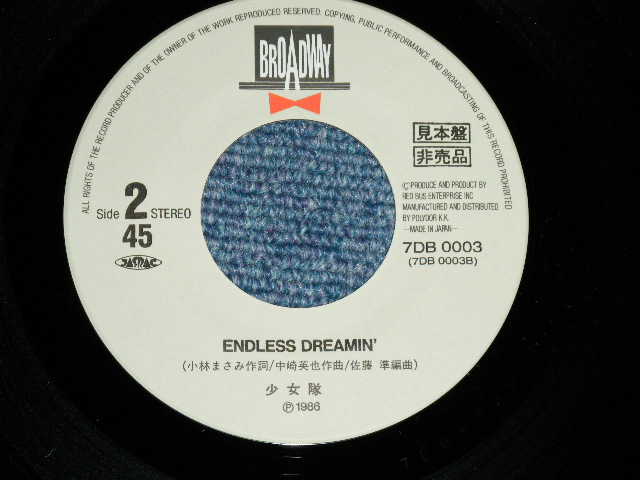 ALL RIGHTS OF THE RECORD PRODUCER AND OF THE OWNER OF THE WORK REPRODUCED RESERVED. COPYING, PUBLIC PERFORMANCE AND BROADCASTING OF THIS RECORD PROHIBITED
BROADWAY
見本盤
非売品
Side 2 STEREO
45
JASRAC
Ⓒ PRODUCE AND PRODUCT BY
RED BUS ENTERPRISE INC
MANUFACTURED AND DISTRIBUTED
BY POLYDOR K.K.
—MADE IN JAPAN—
7DB 0003
(7DB 0003B)
ENDLESS DREAMIN'
(小林まさみ作詞/中崎英也作曲/佐藤 準編曲)
少女隊
Ⓟ1986